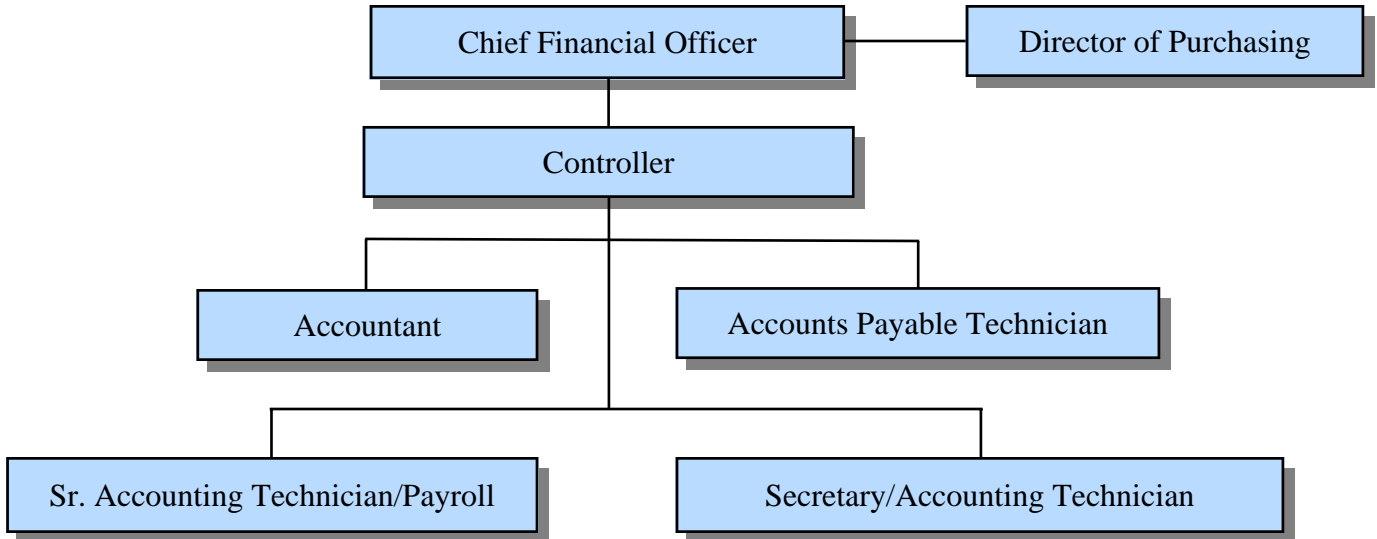 Chief Financial Officer
Director of Purchasing
Controller
Accountant
Accounts Payable Technician
Sr. Accounting Technician/Payroll
Secretary/Accounting Technician